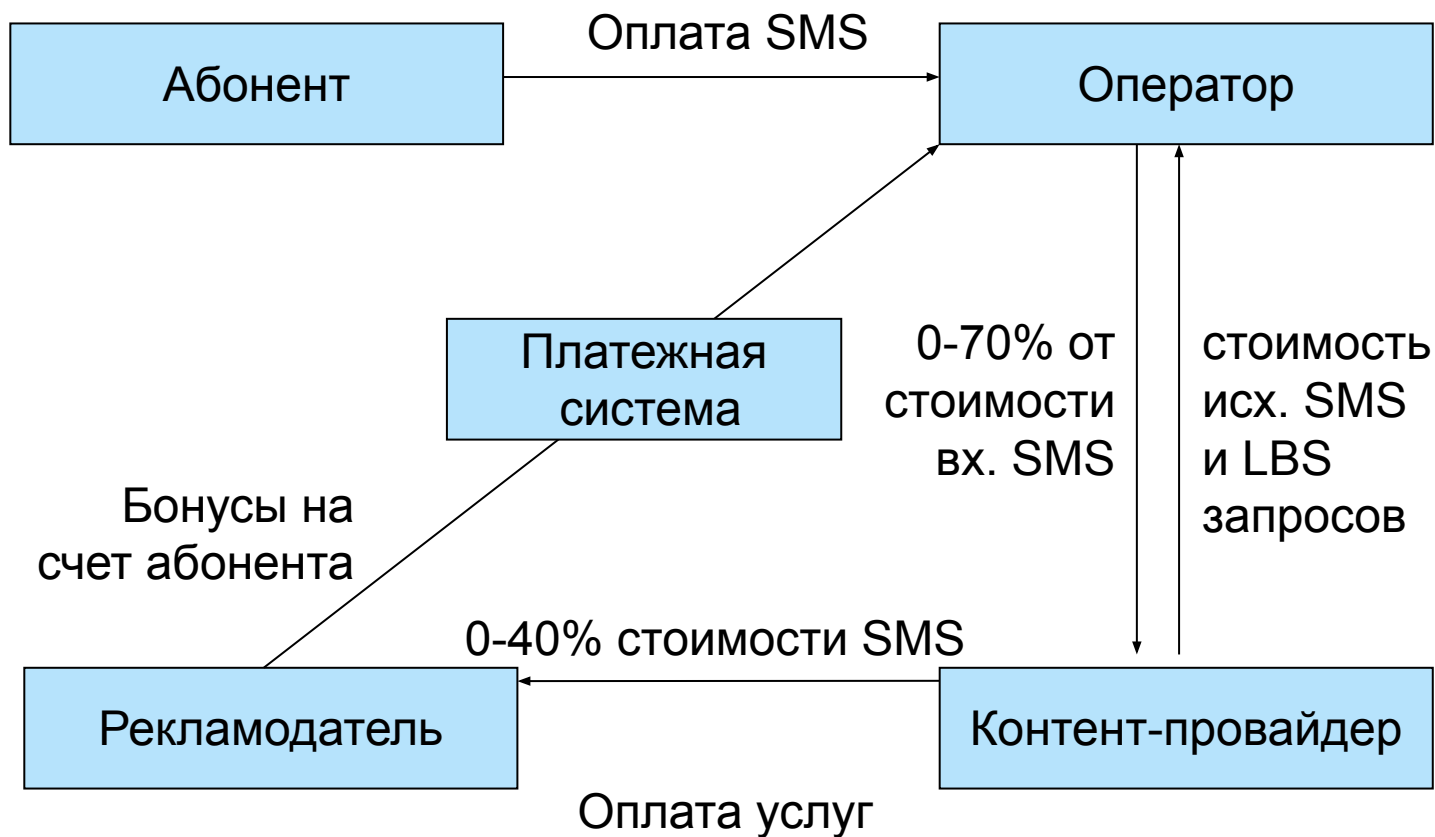 Оплата SMS
Абонент
Оператор
Платежная
система
0-70% от
стоимости
вх. SMS
стоимость
исх. SMS
и LBS
запросов
Бонусы на
счет абонента
0-40% стоимости SMS
Рекламодатель
Контент-провайдер
Оплата услуг